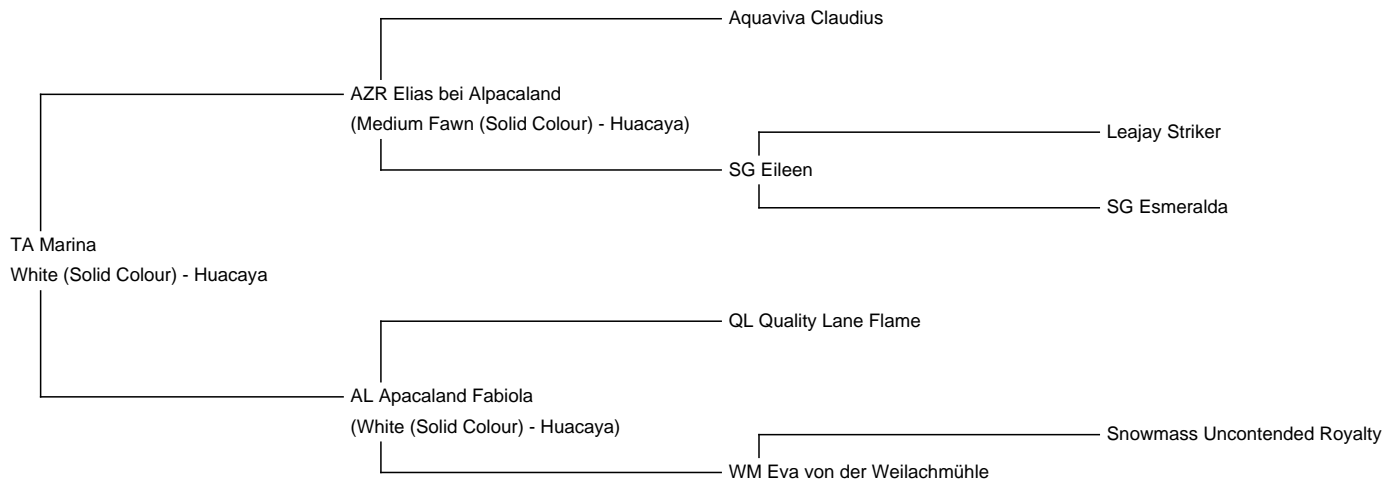 Aquaviva Claudius
AZR Elias bei Alpacaland
(Medium Fawn (Solid Colour) - Huacaya)
Leajay Striker
SG Eileen
SG Esmeralda
TA Marina
White (Solid Colour) - Huacaya
QL Quality Lane Flame
AL Apacaland Fabiola
(White (Solid Colour) - Huacaya)
Snowmass Uncontended Royalty
WM Eva von der Weilachmühle